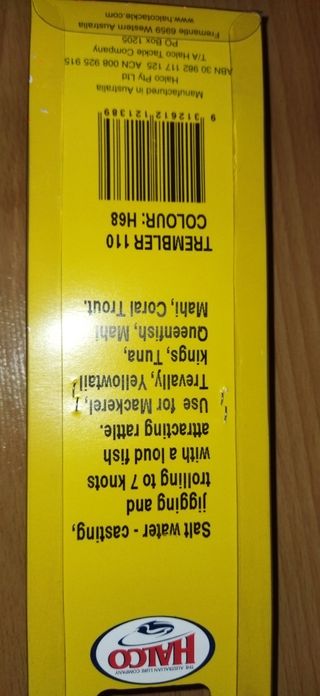 THE AUSTRALIAN LURE COMPANY
HALCO
Salt water - casting,
jigging and
trolling to 7 knots
with a loud fish
attracting rattle.
Use for Mackerel,
Trevally, Yellowtail
kings, Tuna,
Queenfish, Mahi
Mahi, Coral Trout.
TREMBLER 110
COLOUR: H68
9 312612 121389
Manufactured in Australia
Halco Pty Ltd
ABN 30 982 117 125 ACN 008 925 915
T/A Halco Tackle Company
PO Box 1205
Fremantle 6959 Western Australia
www.halcotackle.com